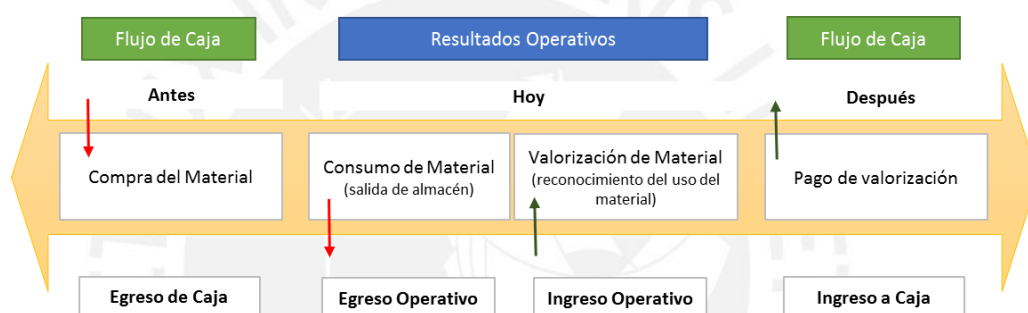 Flujo de Caja
Resultados Operativos
Flujo de Caja
Antes
Hoy
Después
Compra del Material
Consumo de Material
(salida de almacén)
Valorización de Material
(reconocimiento del uso del
material)
Pago de valorización
Egreso de Caja
Egreso Operativo
Ingreso Operativo
Ingreso a Caja